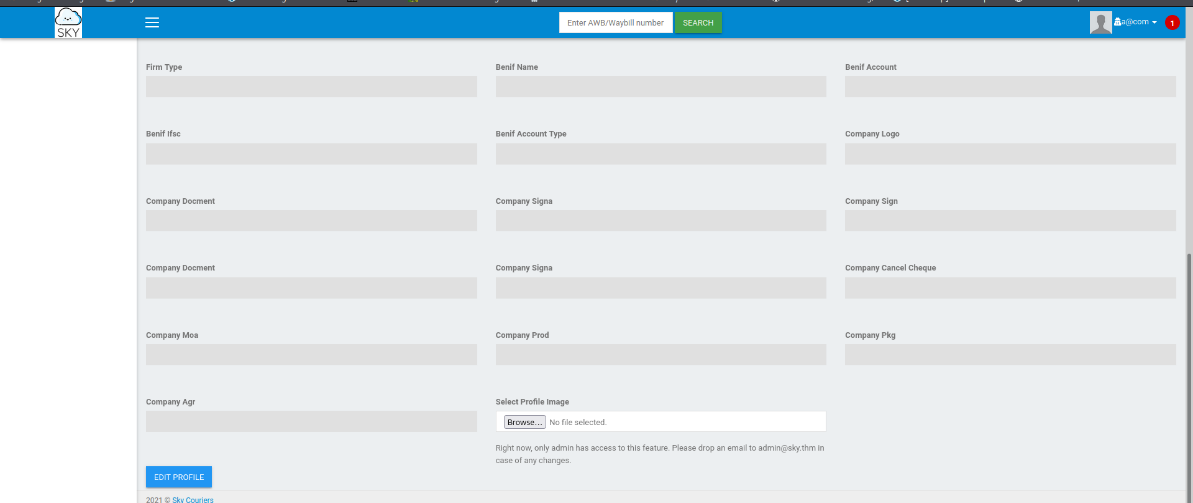 SKY
Enter AWB/Waybill number
SEARCH
a@com
1
Firm Type
Benif Name
Benif Account
Benif Ifsc
Benif Account Type
Company Logo
Company Docment
Company Signa
Company Sign
Company Docment
Company Signa
Company Cancel Cheque
Company Moa
Company Prod
Company Pkg
Company Agr
Select Profile Image
Browse... No file selected.
Right now, only admin has access to this feature. Please drop an email to admin@sky.thm in
case of any changes.
EDIT PROFILE
2021 © Sky Couriers